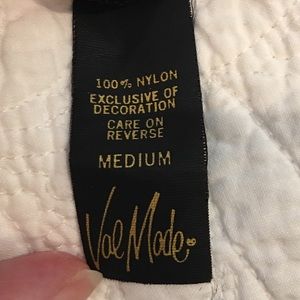 100% NYLON
EXCLUSIVE OF
DECORATION
CARE ON
REVERSE
MEDIUM
Val Mode